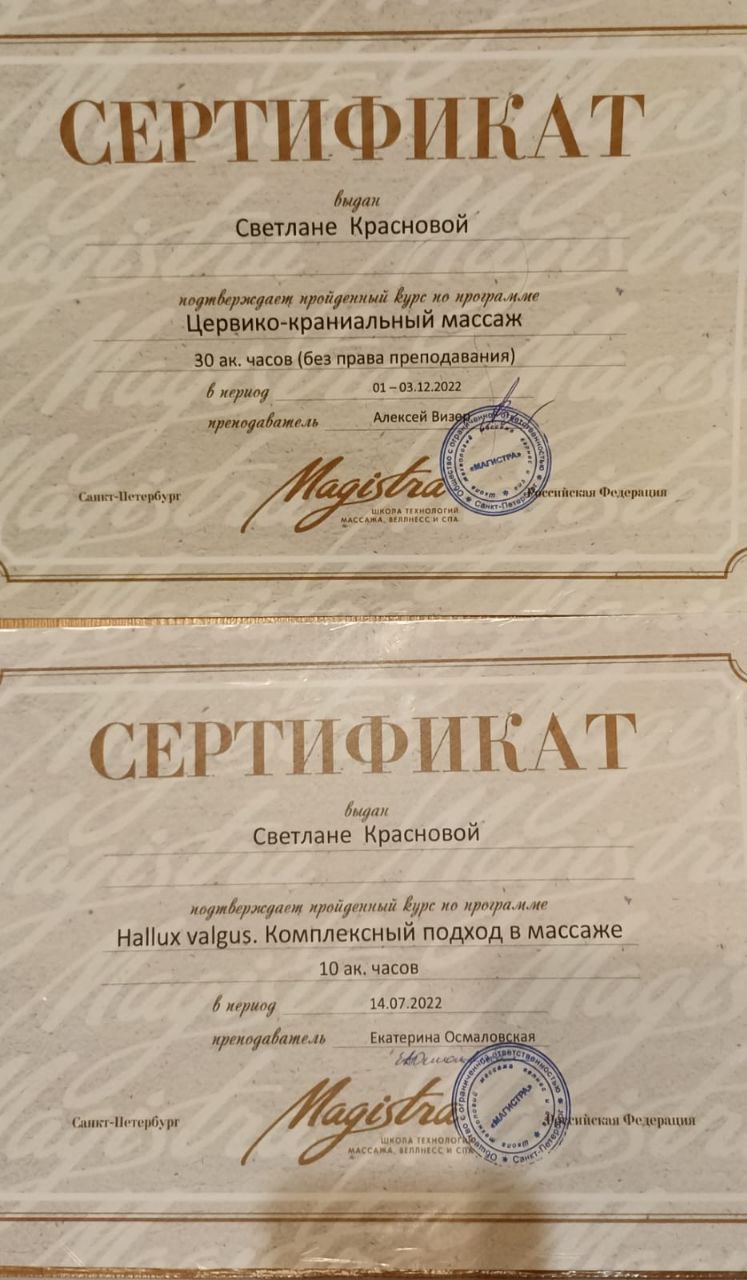 СЕРТИФИКАТ
выдан
Светлане Красновой
подтверждает пройденный курс по программе
Цервико-краниальный массаж
30 ак. часов (без права преподавания)
в период 01 – 03.12.2022
преподаватель Алексей Визер
Санкт-Петербург Magistra «МАГИСТРА» Российская Федерация
ШКОЛА ТЕХНОЛОГИЙ
МАССАЖА, ВЕЛЛНЕСС И СПА
СЕРТИФИКАТ
выдан
Светлане Красновой
подтверждает пройденный курс по программе
Hallux valgus. Комплексный подход в массаже
10 ак. часов
в период 14.07.2022
преподаватель Екатерина Осмаловская
Санкт-Петербург Magistra «МАГИСТРА» Российская Федерация
ШКОЛА ТЕХНОЛОГИЙ
МАССАЖА, ВЕЛЛНЕСС И СПА